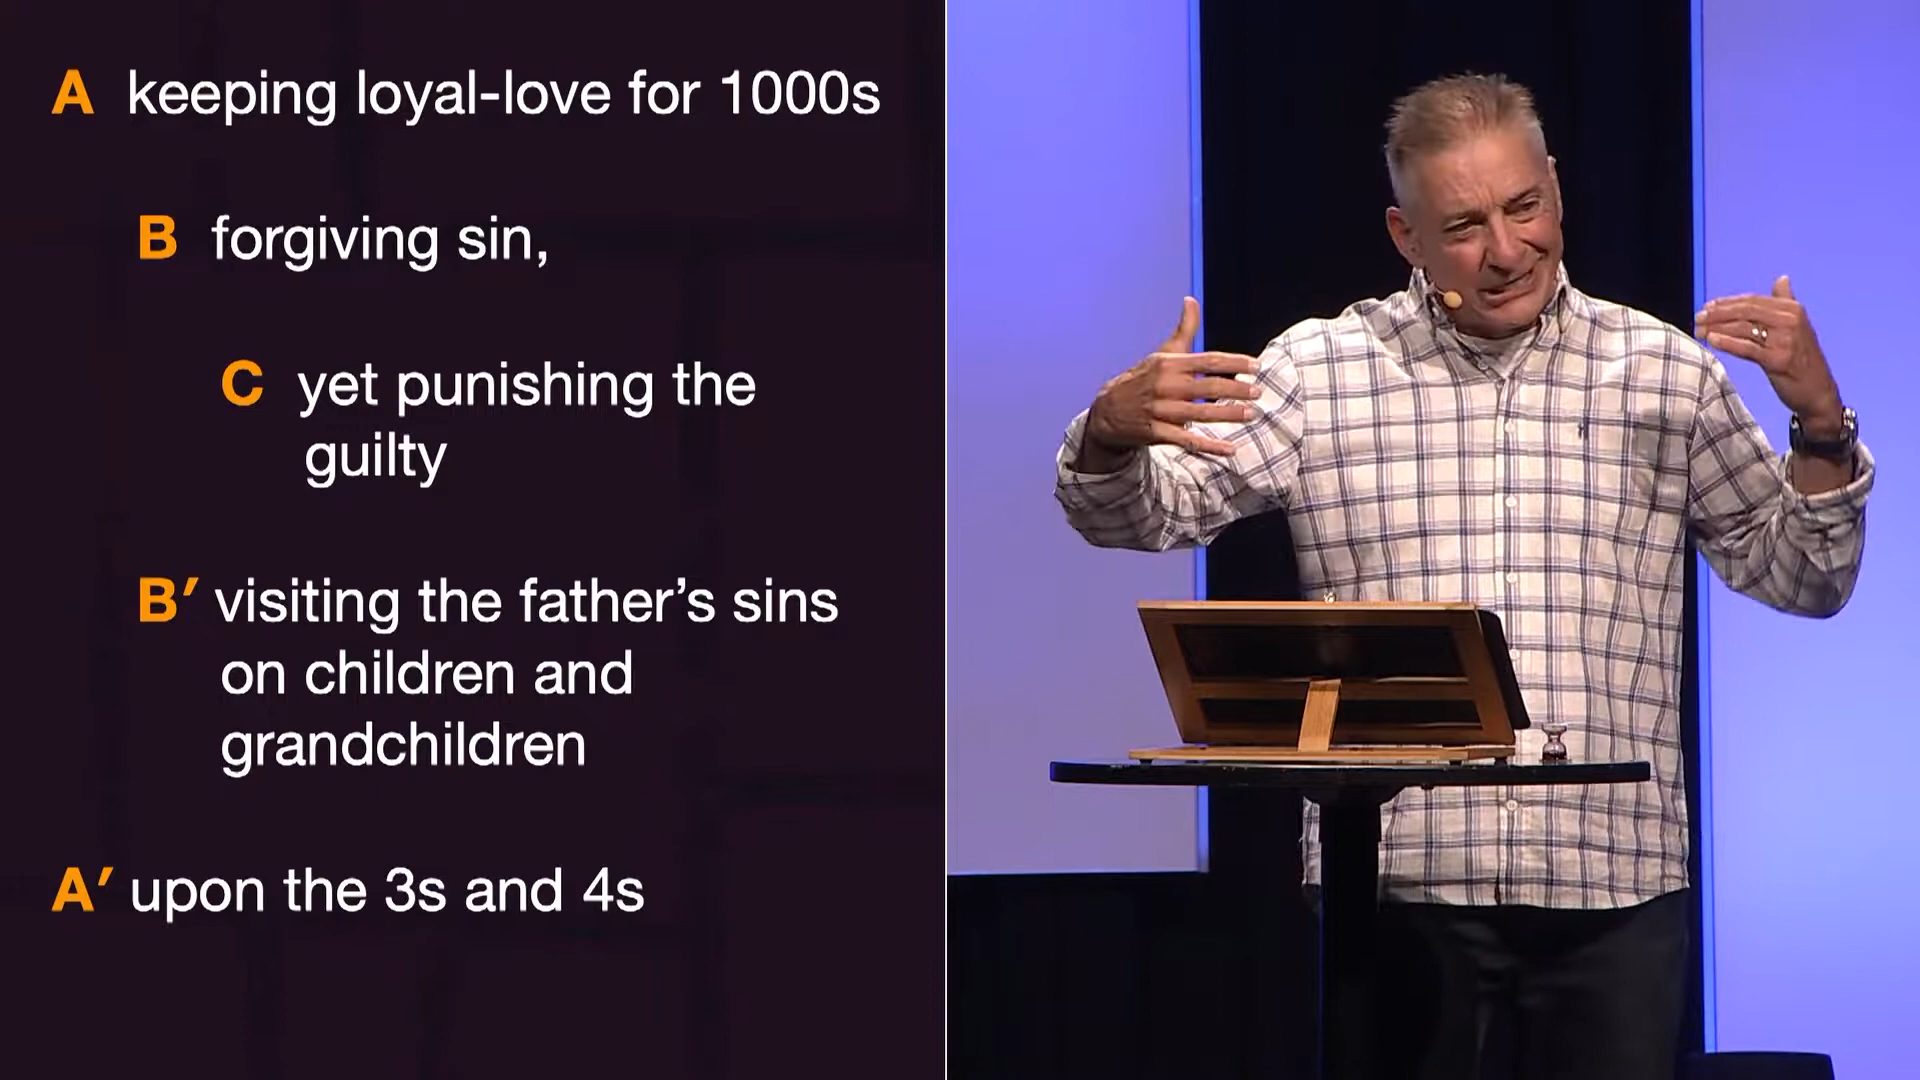 A keeping loyal-love for 1000s
B forgiving sin,
C yet punishing the
guilty
B′ visiting the father’s sins
on children and
grandchildren
A′ upon the 3s and 4s